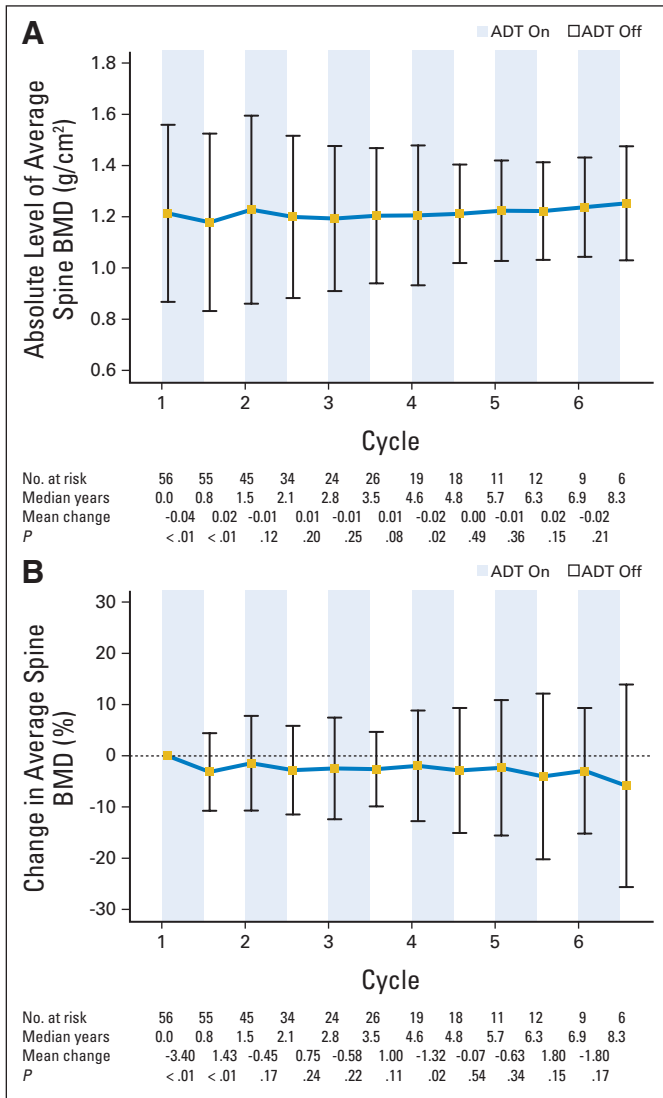 A
ADT On ADT Off
Absolute Level of Average
Spine BMD (g/cm²)
1.8
1.6
1.4
1.2
1.0
0.8
0.6
1 2 3 4 5 6
Cycle
No. at risk 56 55 45 34 24 26 19 18 11 12 9 6
Median years 0.0 0.8 1.5 2.1 2.8 3.5 4.6 4.8 5.7 6.3 6.9 8.3
Mean change -0.04 0.02 -0.01 0.01 -0.01 0.01 -0.02 0.00 -0.01 0.02 -0.02
P < .01 < .01 .12 .20 .25 .08 .02 .49 .36 .15 .21
B
ADT On ADT Off
Change in Average Spine
BMD (%)
30
20
10
0
-10
-20
-30
1 2 3 4 5 6
Cycle
No. at risk 56 55 45 34 24 26 19 18 11 12 9 6
Median years 0.0 0.8 1.5 2.1 2.8 3.5 4.6 4.8 5.7 6.3 6.9 8.3
Mean change -3.40 1.43 -0.45 0.75 -0.58 1.00 -1.32 -0.07 -0.63 1.80 -1.80
P < .01 < .01 .17 .24 .22 .11 .02 .54 .34 .15 .17